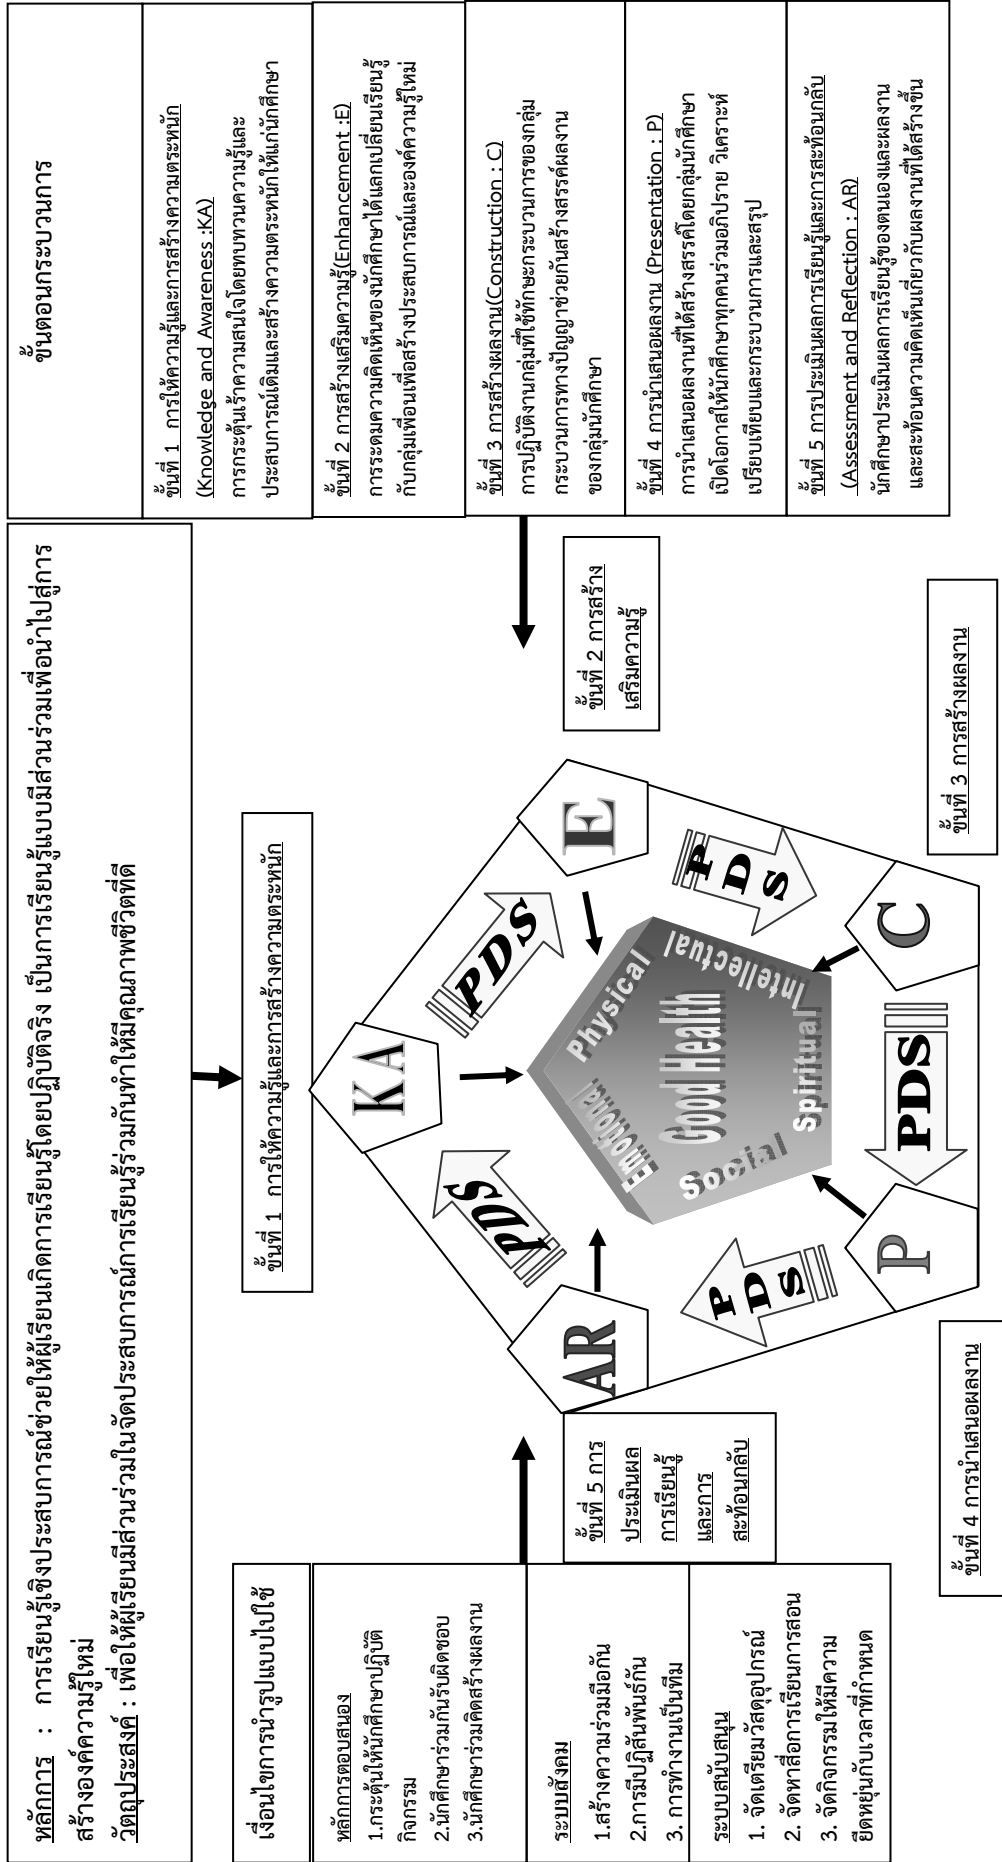 หลักการ : การเรียนรู้เชิงประสบการณ์ช่วยให้ผู้เรียนเกิดการเรียนรู้โดยปฏิบัติจริง เป็นการเรียนรู้แบบมีส่วนร่วมเพื่อนำไปสู่การ
สร้างองค์ความรู้ใหม่
วัตถุประสงค์ : เพื่อให้ผู้เรียนมีส่วนร่วมในจัดประสบการณ์การเรียนรู้ร่วมกันทำให้มีคุณภาพชีวิตที่ดี
เงื่อนไขการนำรูปแบบไปใช้
หลักการตอบสนอง
1.กระตุ้นให้นักศึกษาปฏิบัติ
กิจกรรม
2.นักศึกษาร่วมกันรับผิดชอบ
3.นักศึกษาร่วมคิดสร้างผลงาน
ระบบสังคม
1.สร้างความร่วมมือกัน
2.การมีปฏิสัมพันธ์กัน
3. การทำงานเป็นทีม
ระบบสนับสนุน
1. จัดเตรียมวัสดุอุปกรณ์
2. จัดหาสื่อการเรียนการสอน
3. จัดกิจกรรมให้มีความ
ยืดหยุ่นกับเวลาที่กำหนด
ขั้นที่ 1 การให้ความรู้และการสร้างความตระหนัก
KA
PDS
PDS
ขั้นที่ 5 การ
ประเมินผล
การเรียนรู้
และการ
สะท้อนกลับ
AR
E
ขั้นที่ 2 การสร้าง
เสริมความรู้
Emotional
Physical
Good Health
Intellectual
Social
Spiritual
P
D
S
P
D
S
P
PDS
C
ขั้นที่ 4 การนำเสนอผลงาน
ขั้นที่ 3 การสร้างผลงาน
ขั้นตอนกระบวนการ
ขั้นที่ 1 การให้ความรู้และการสร้างความตระหนัก
(Knowledge and Awareness :KA)
การกระตุ้นเร้าความสนใจโดยทบทวนความรู้และ
ประสบการณ์เดิมและสร้างความตระหนักให้แก่นักศึกษา
ขั้นที่ 2 การสร้างเสริมความรู้(Enhancement :E)
การระดมความคิดเห็นของนักศึกษาได้แลกเปลี่ยนเรียนรู้
กับกลุ่มเพื่อนเพื่อสร้างประสบการณ์และองค์ความรู้ใหม่
ขั้นที่ 3 การสร้างผลงาน(Construction : C)
การปฏิบัติงานกลุ่มที่ใช้ทักษะกระบวนการของกลุ่ม
กระบวนการทางปัญญาช่วยกันสร้างสรรค์ผลงาน
ของกลุ่มนักศึกษา
ขั้นที่ 4 การนำเสนอผลงาน (Presentation : P)
การนำเสนอผลงานที่ได้สร้างสรรค์โดยกลุ่มนักศึกษา
เปิดโอกาสให้นักศึกษาทุกคนร่วมอภิปราย วิเคราะห์
เปรียบเทียบและกระบวนการและสรุป
ขั้นที่ 5 การประเมินผลการเรียนรู้และการสะท้อนกลับ
(Assessment and Reflection : AR)
นักศึกษาประเมินผลการเรียนรู้ของตนเองและผลงาน
และสะท้อนความคิดเห็นเกี่ยวกับผลงานที่ได้สร้างขึ้น